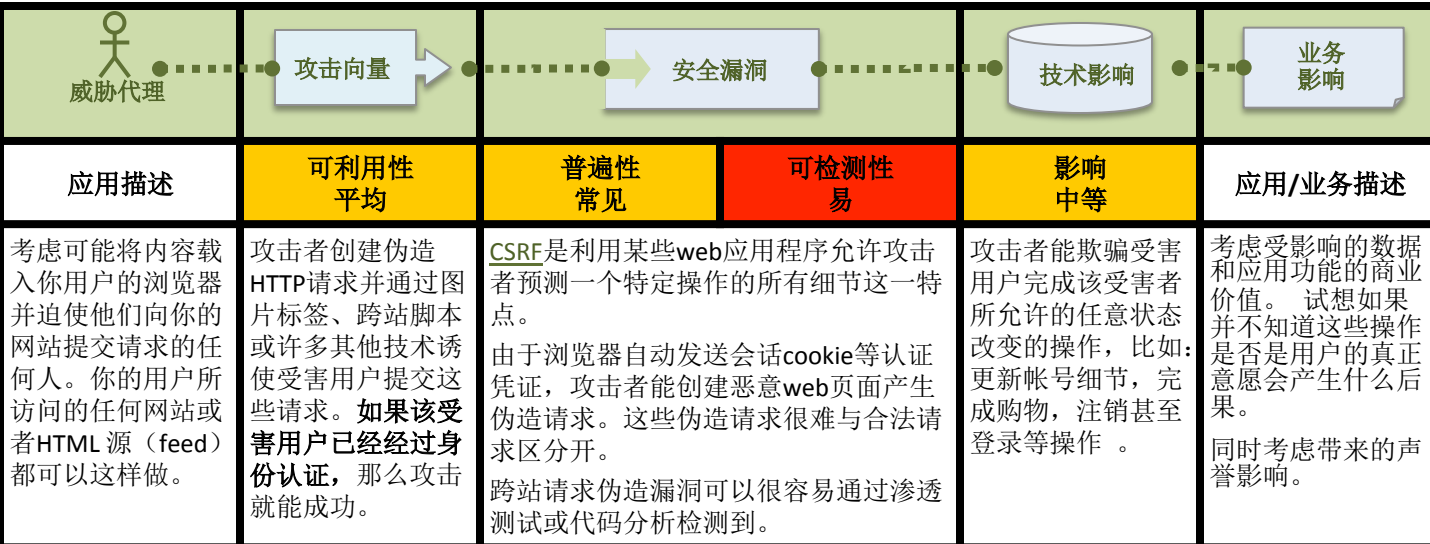 威胁代理
攻击向量
安全漏洞
技术影响
业务
影响
应用描述
可利用性
平均
普遍性
常见
可检测性
易
影响
中等
应用/业务描述
考虑可能将内容载
入你用户的浏览器
并迫使他们向你的
网站提交请求的任
何人。你的用户所
访问的任何网站或
者HTML 源（feed）
都可以这样做。
攻击者创建伪造
HTTP请求并通过图
片标签、跨站脚本
或许多其他技术诱
使受害用户提交这
些请求。如果该受
害用户已经经过身
份认证，那么攻击
就能成功。
CSRF是利用某些web应用程序允许攻击
者预测一个特定操作的所有细节这一特
点。
由于浏览器自动发送会话cookie等认证
凭证，攻击者能创建恶意web页面产生
伪造请求。这些伪造请求很难与合法请
求区分开。
跨站请求伪造漏洞可以很容易通过渗透
测试或代码分析检测到。
攻击者能欺骗受害
用户完成该受害者
所允许的任意状态
改变的操作，比如：
更新帐号细节，完
成购物，注销甚至
登录等操作 。
考虑受影响的数据
和应用功能的商业
价值。 试想如果
并不知道这些操作
是否是用户的真正
意愿会产生什么后
果。
同时考虑带来的声
誉影响。